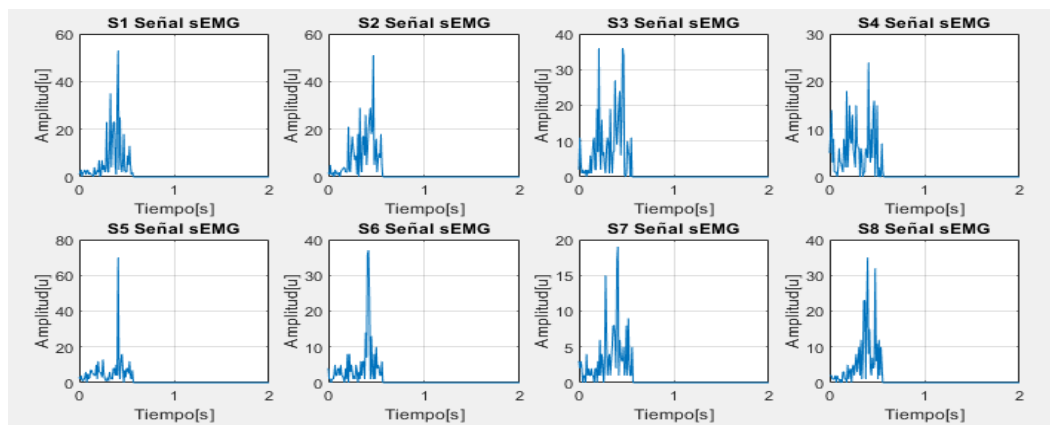 S1 Señal sEMG
S2 Señal sEMG
S3 Señal sEMG
S4 Señal sEMG
60
40
20
0
Amplitud[u]
0 1 2
Tiempo[s]
60
40
20
0
Amplitud[u]
0 1 2
Tiempo[s]
40
30
20
10
0
Amplitud[u]
0 1 2
Tiempo[s]
30
20
10
0
Amplitud[u]
0 1 2
Tiempo[s]
S5 Señal sEMG
S6 Señal sEMG
S7 Señal sEMG
S8 Señal sEMG
80
60
40
20
0
Amplitud[u]
0 1 2
Tiempo[s]
40
30
20
10
0
Amplitud[u]
0 1 2
Tiempo[s]
20
15
10
5
0
Amplitud[u]
0 1 2
Tiempo[s]
40
30
20
10
0
Amplitud[u]
0 1 2
Tiempo[s]